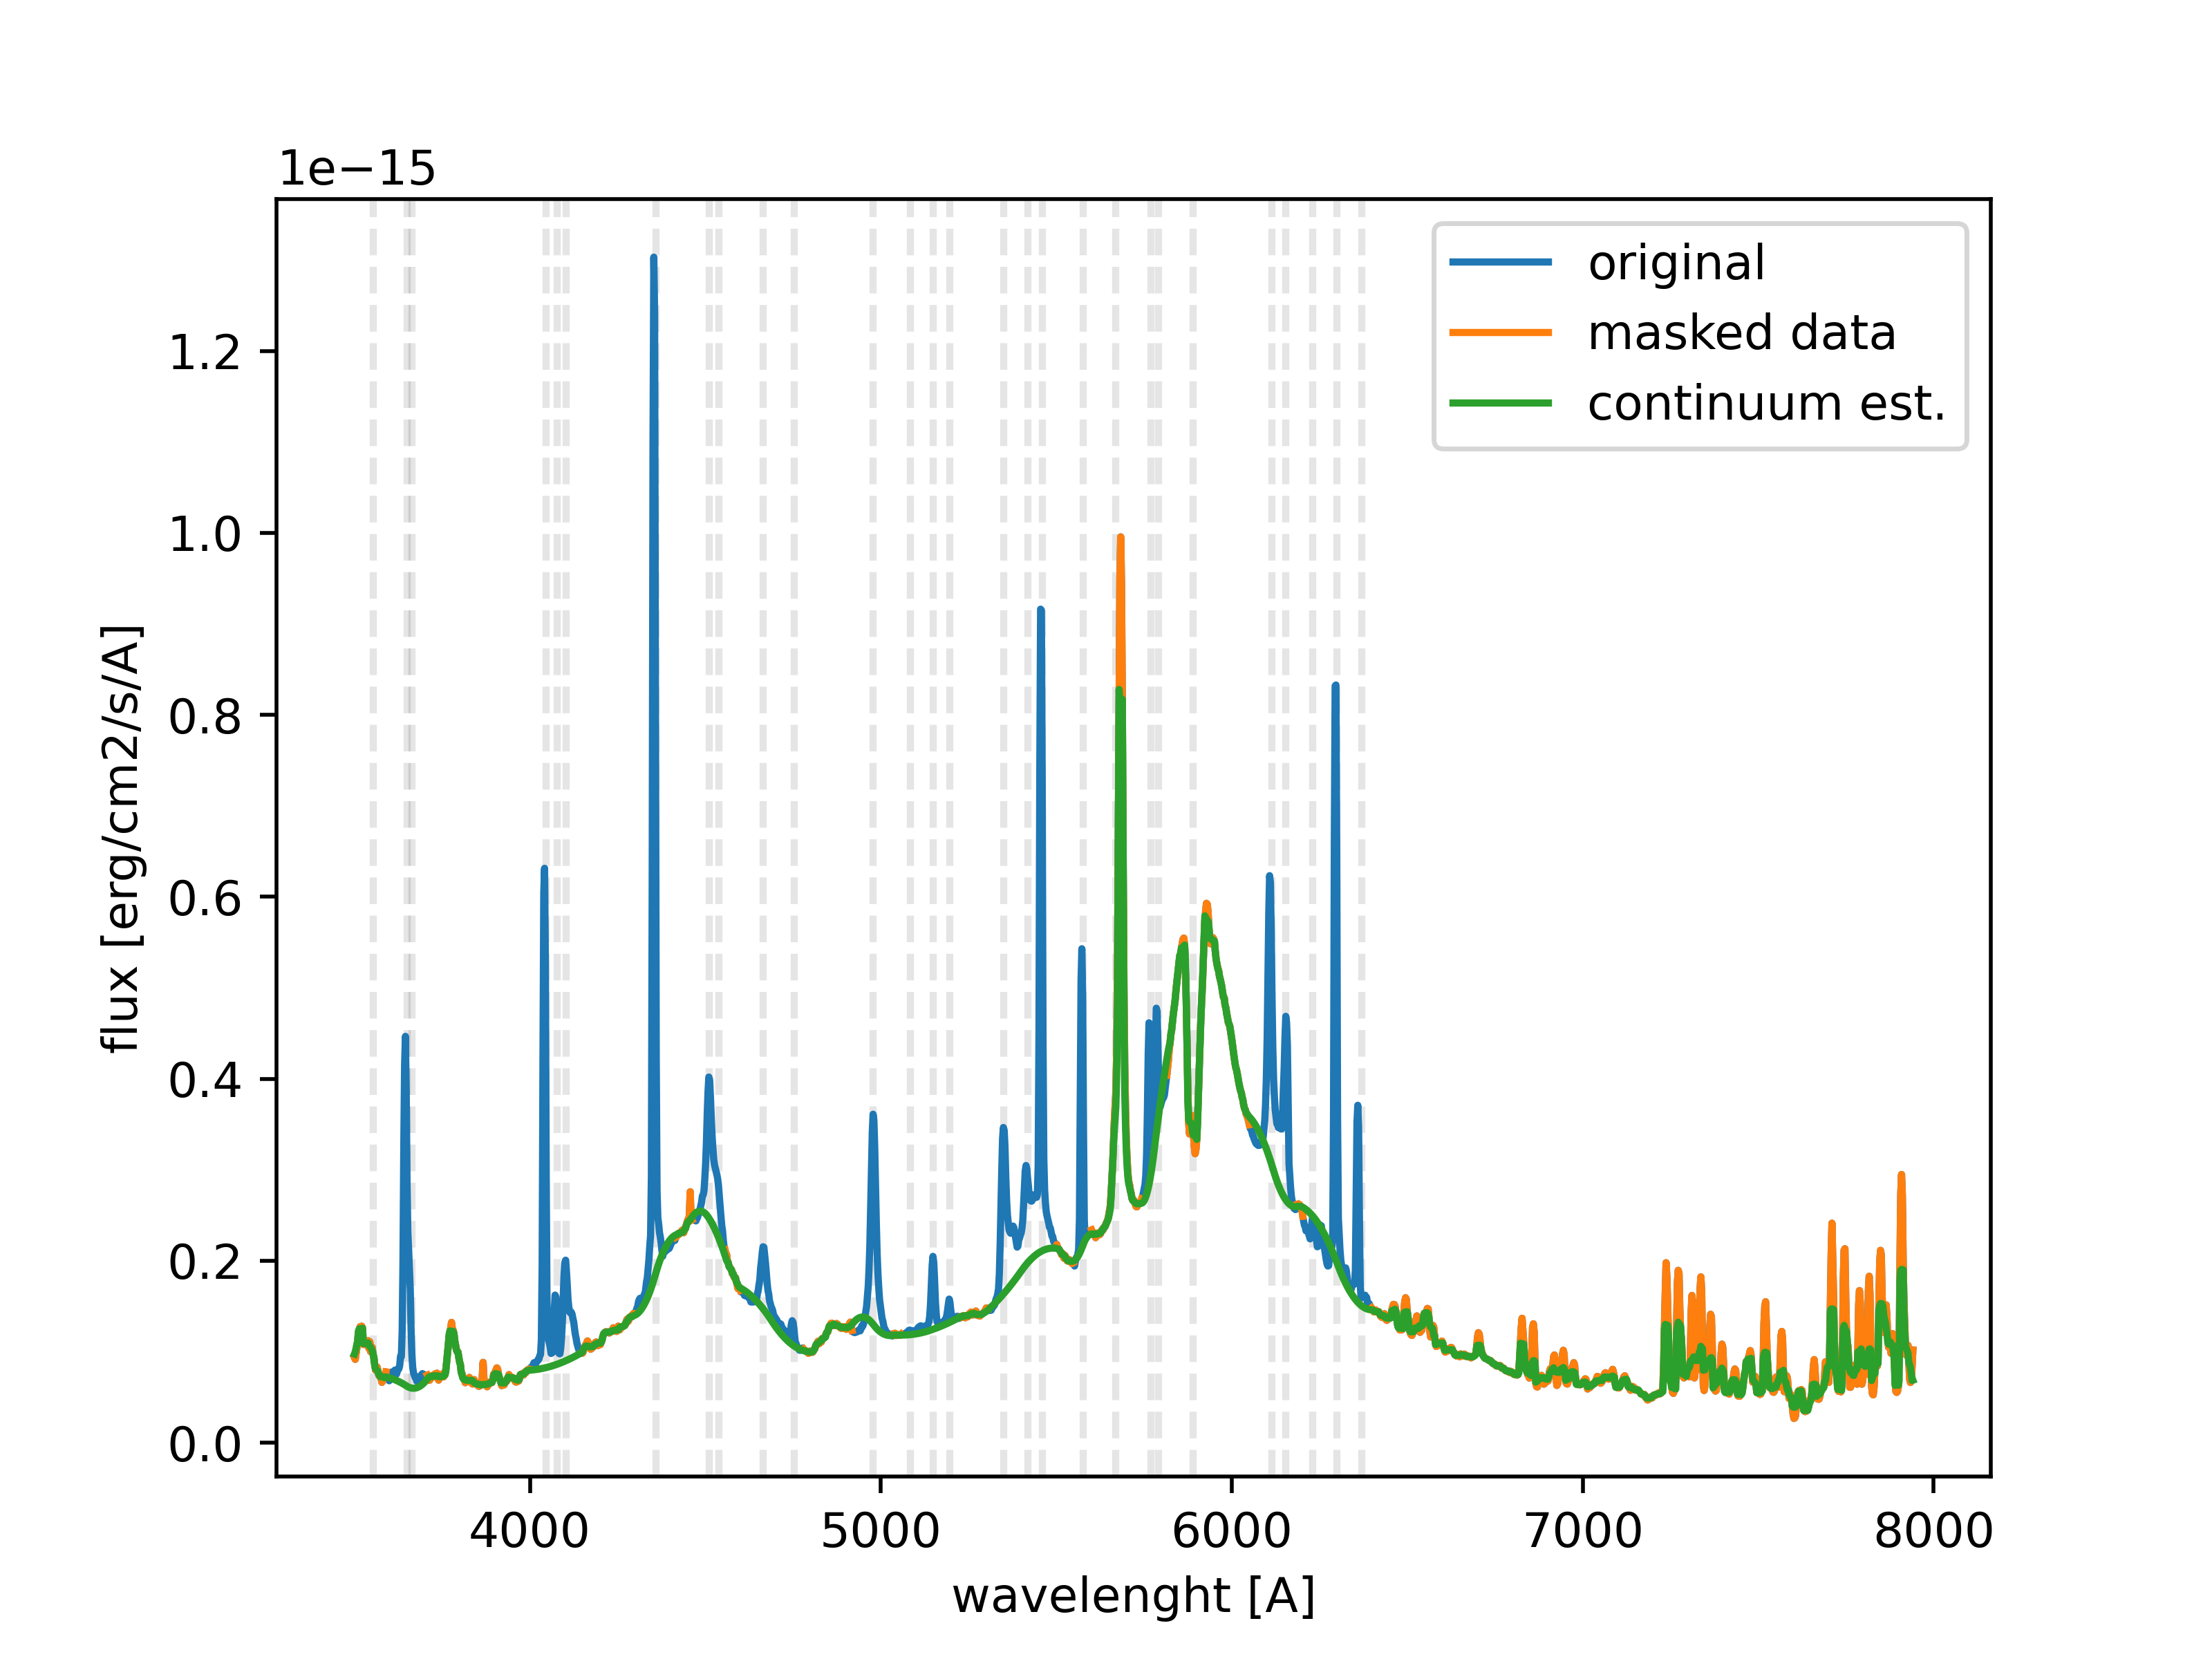 1e−15
original
masked data
continuum est.
1.2
1.0
0.8
0.6
0.4
0.2
0.0
flux [erg/cm2/s/A]
4000 5000 6000 7000 8000
wavelenght [A]